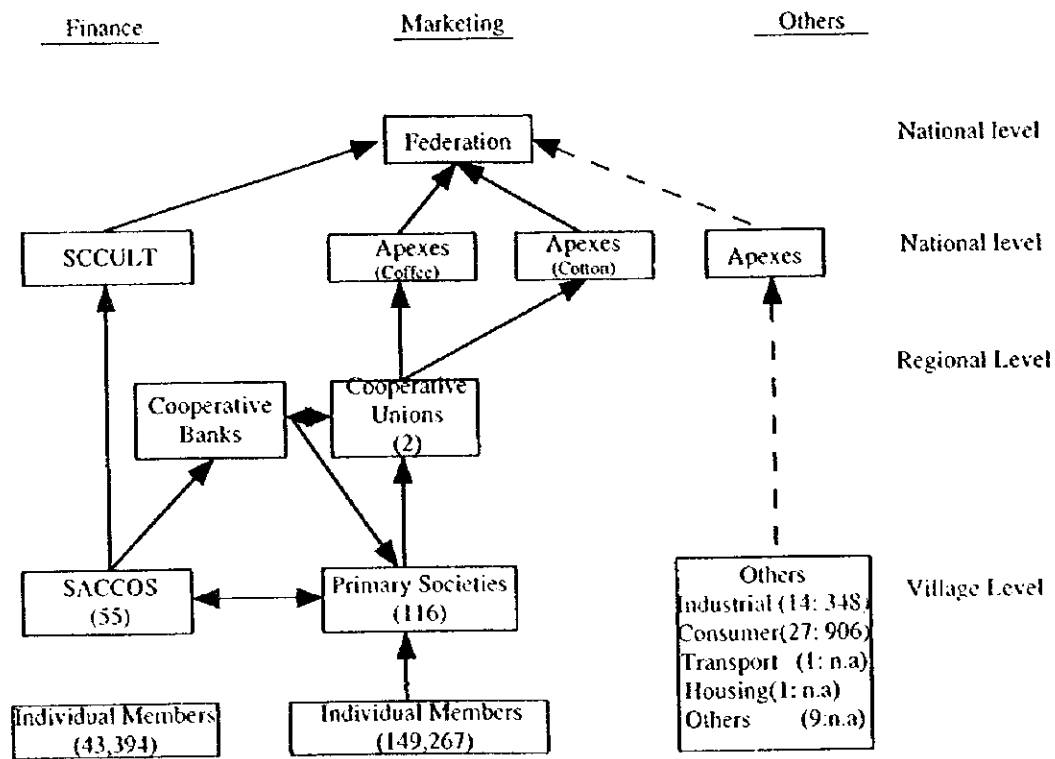 Finance Marketing Others
Federation
National level
SCCULT
Apexes
(Coffee)
Apexes
(Cotton)
Apexes
National level
Regional Level
Cooperative
Banks
Cooperative
Unions
(2)
SACCOS
(55)
Primary Societies
(116)
Others
Industrial (14: 348)
Consumer(27: 906)
Transport (1: n.a)
Housing(1: n.a)
Others (9:n.a)
Village Level
Individual Members
(43,394)
Individual Members
(149,267)